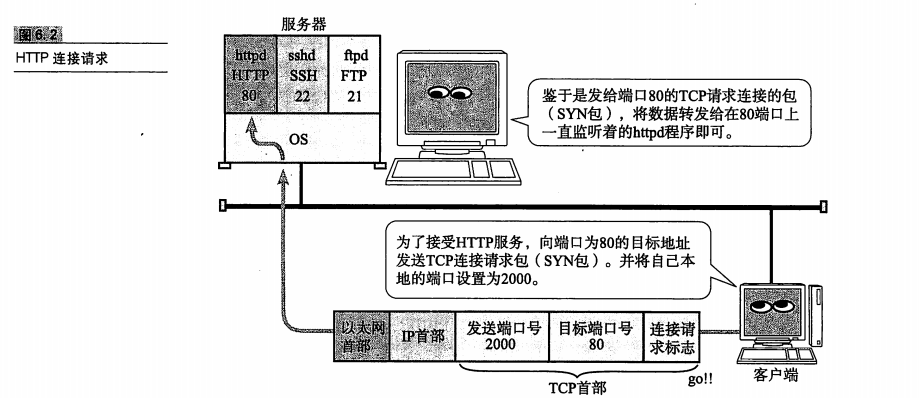 图6.2
HTTP 连接请求
服务器
httpd
HTTP
80
sshd
SSH
22
ftpd
FTP
21
OS
鉴于是发给端口80的TCP请求连接的包
（SYN包），将数据转发给在80端口上
一直监听着的httpd程序即可。
为了接受HTTP服务，向端口为80的目标地址
发送TCP连接请求包（SYN包）。并将自己本
地的端口设置为2000。
以太网
首部
IP首部
发送端口号
2000
目标端口号
80
连接请
求标志
TCP首部
go!!
客户端